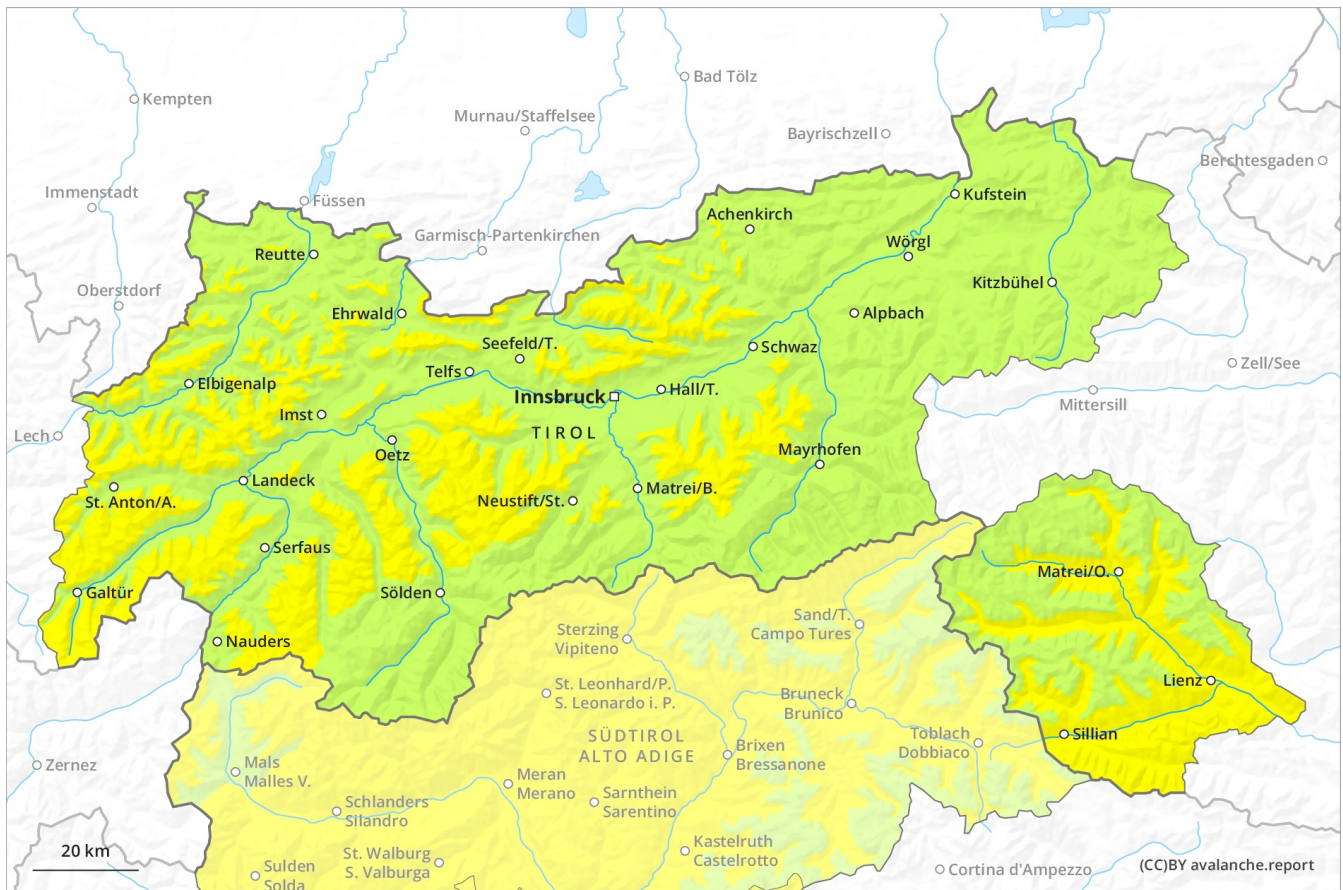 Kempten
Bad Tölz
Murnau/Staffelsee
Bayrischzell
Berchtesgaden
Immenstadt
Füssen
Kufstein
Achenkirch
Garmisch-Partenkirchen
Reutte
Wörgl
Oberstdorf
Kitzbühel
Ehrwald
Alpbach
Seefeld/T.
Schwaz
Zell/See
Telfs
Elbigenalp
Innsbruck
Hall/T.
Mittersill
Imst
TIROL
Lech
Oetz
Mayrhofen
Landeck
Matrei/B.
St. Anton/A.
Neustift/St.
Serfaus
Matrei/O.
Galtür
Sölden
Sand/T.
Campo Tures
Sterzing
Vipiteno
Nauders
Lienz
St. Leonhard/P.
S. Leonardo i. P.
Bruneck
Brunico
Sillian
SÜDTIROL
ALTO ADIGE
Toblach
Dobbiaco
Brixen
Bressanone
Zernez
Mals
Malles V.
Meran
Merano
Sarnthein
Sarentino
Schlanders
Silandro
20 km
St. Walburg
S. Valburga
Kastelruth
Castelrotto
Sulden
Solda
Cortina d'Ampezzo
(CC)BY avalanche.report